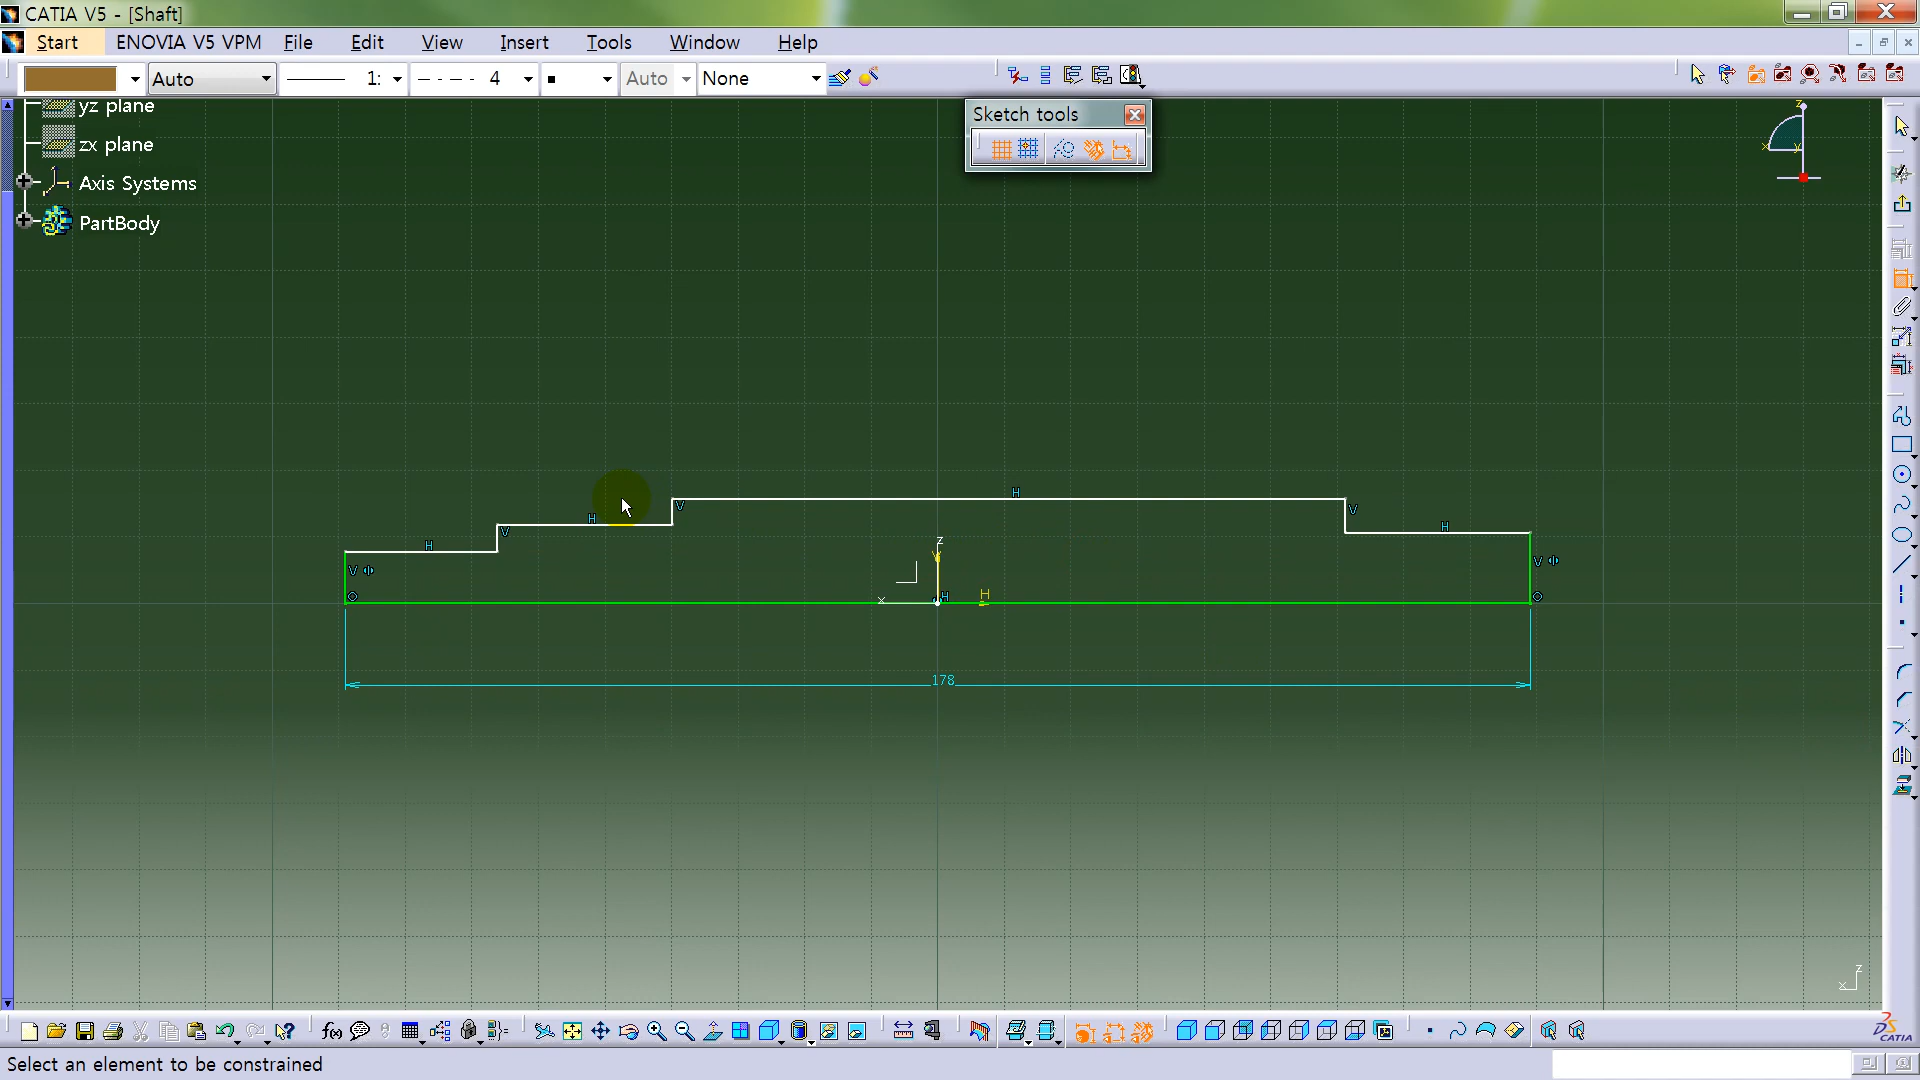 CATIA V5 - [Shaft]
Start ENOVIA V5 VPM File Edit View Insert Tools Window Help
Auto 1: 4 Auto None
yz plane
zx plane
Axis Systems
PartBody
Sketch tools
z
x y
H
V
H
V
H
V
H
V
H
V
V
z
V
x
H
H
178
z
x
f(x)
CATIA
Select an element to be constrained